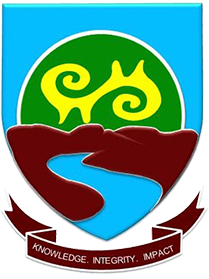 KNOWLEDGE. INTEGRITY. IMPACT